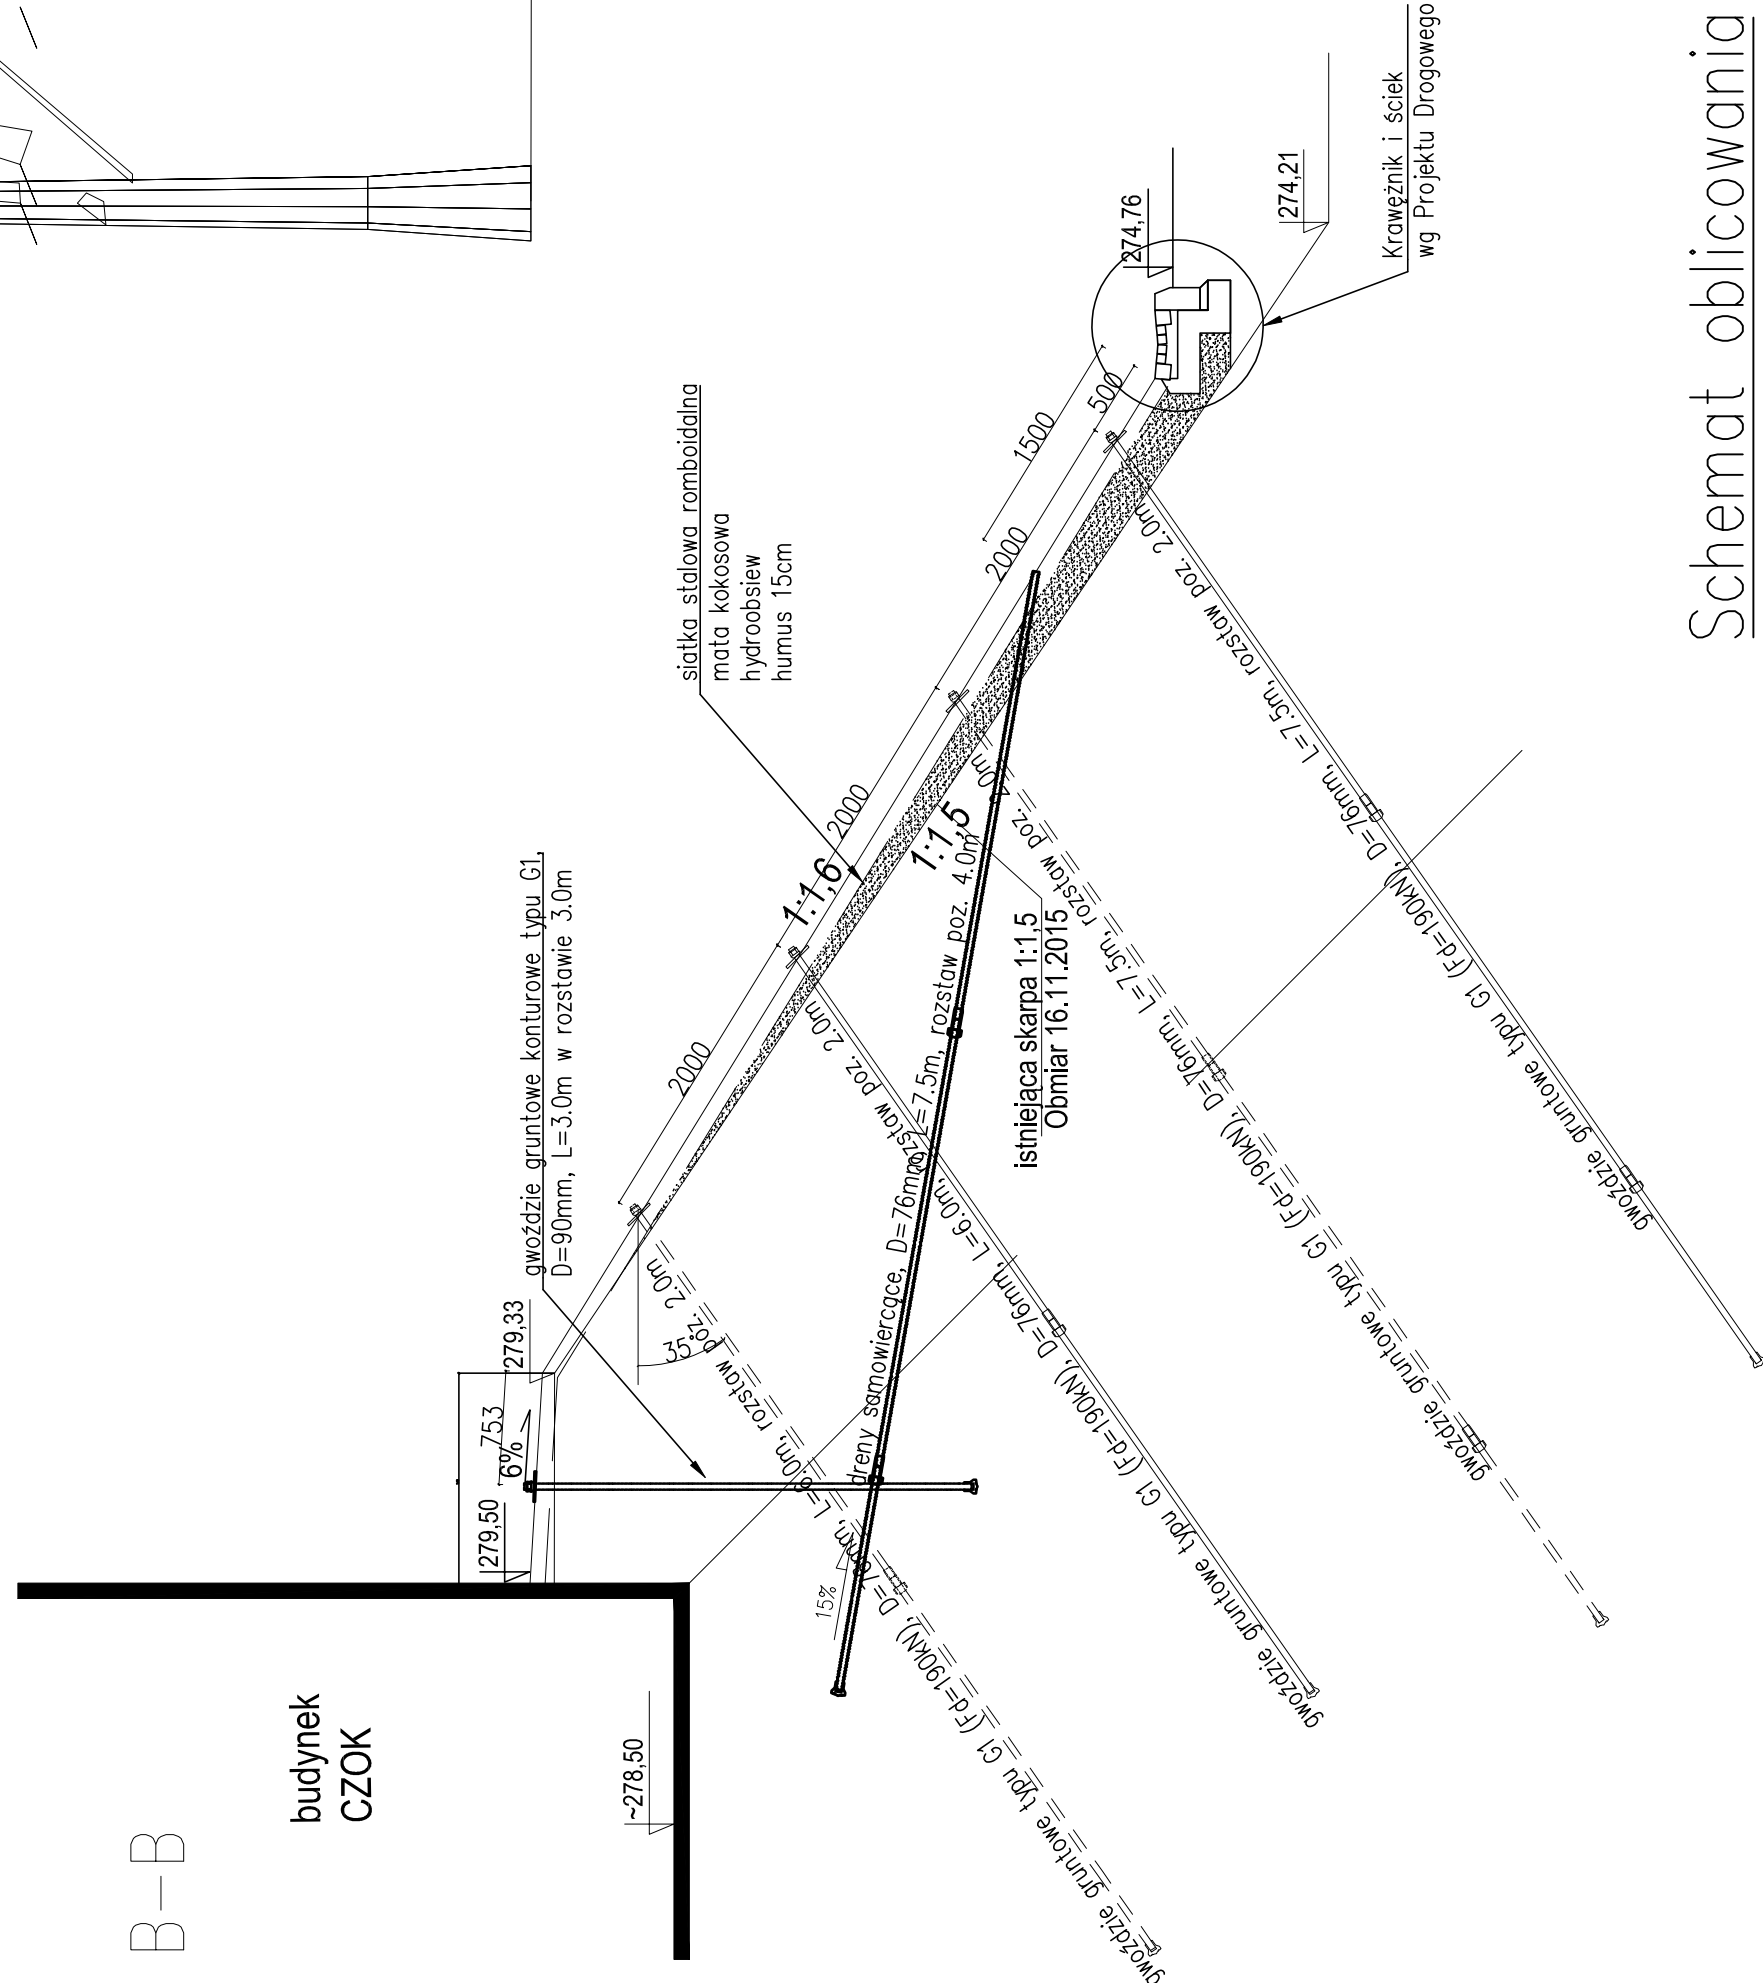 B-B
budynek
CZOK
~278,50
279,50
6%
753
279,33
gwoździe gruntowe konturowe typu G1,
D=90mm, L=3.0m w rozstawie 3.0m
siatka stalowa romboidalna
mata kokosowa
hydroobsiew
humus 15cm
2000
2000
2000
1500
500
1:1,6
1:1,5
35°
15%
dreny samowiercące, D=76mm, L=7.5m, rozstaw poz. 4.0m
istniejąca skarpa 1:1,5
Obmiar 16.11.2015
gwoździe gruntowe typu G1 (Fd=190kN), D=76mm, L=6.0m, rozstaw poz. 2.0m
gwoździe gruntowe typu G1 (Fd=190kN), D=76mm, L=6.0m, rozstaw poz. 2.0m
gwoździe gruntowe typu G1 (Fd=190kN), D=76mm, L=7.5m, rozstaw poz.
gwoździe gruntowe typu G1 (Fd=190kN), D=76mm, L=7.5m, rozstaw poz. 2.0m
274,76
274,21
Krawężnik i ściek
wg Projektu Drogowego
Schemat oblicowania